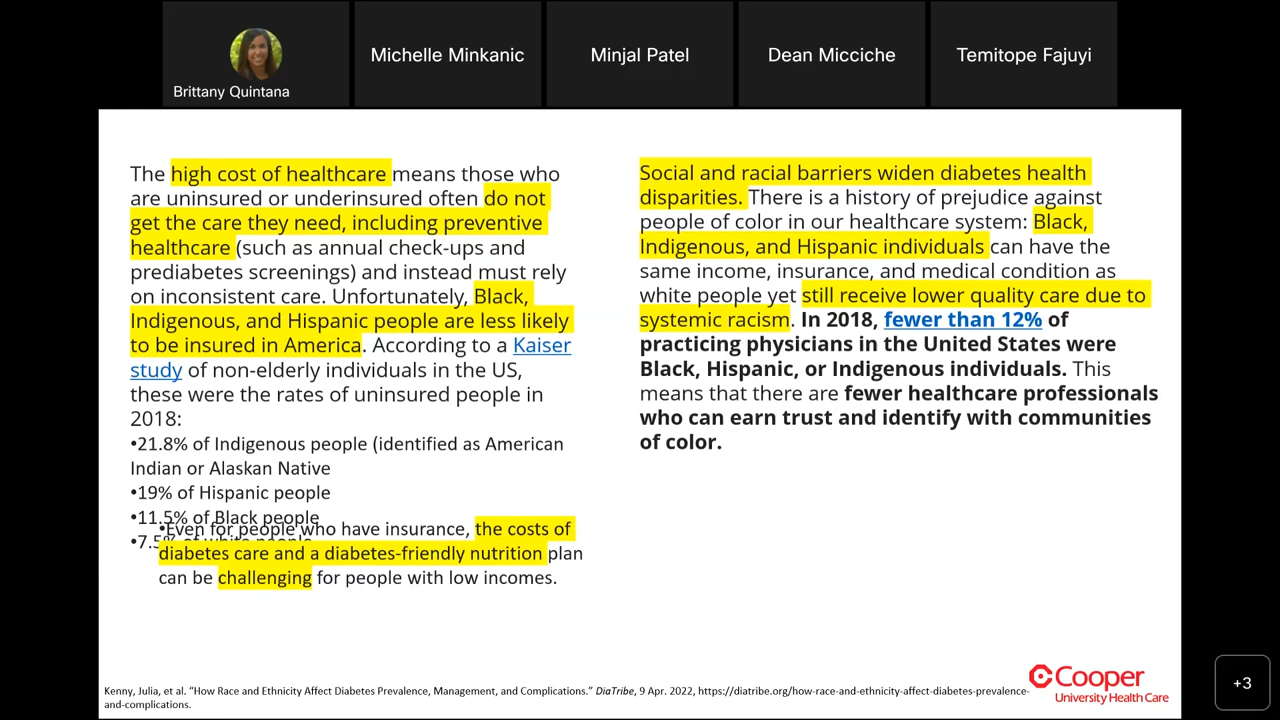 Brittany Quintana
Michelle Minkanic
Minjal Patel
Dean Micciche
Temitope Fajuyi
The high cost of healthcare means those who
are uninsured or underinsured often do not
get the care they need, including preventive
healthcare (such as annual check-ups and
prediabetes screenings) and instead must rely
on inconsistent care. Unfortunately, Black,
Indigenous, and Hispanic people are less likely
to be insured in America. According to a Kaiser
study of non-elderly individuals in the US,
these were the rates of uninsured people in
2018:
•21.8% of Indigenous people (identified as American
Indian or Alaskan Native
•19% of Hispanic people
•11.5% of Black people
•7.5% of white people
•Even for people who have insurance, the costs of
diabetes care and a diabetes-friendly nutrition plan
can be challenging for people with low incomes.
Social and racial barriers widen diabetes health
disparities. There is a history of prejudice against
people of color in our healthcare system: Black,
Indigenous, and Hispanic individuals can have the
same income, insurance, and medical condition as
white people yet still receive lower quality care due to
systemic racism. In 2018, fewer than 12% of
practicing physicians in the United States were
Black, Hispanic, or Indigenous individuals. This
means that there are fewer healthcare professionals
who can earn trust and identify with communities
of color.
Kenny, Julia, et al. “How Race and Ethnicity Affect Diabetes Prevalence, Management, and Complications.” DiaTribe, 9 Apr. 2022, https://diatribe.org/how-race-and-ethnicity-affect-diabetes-prevalence-
and-complications.
Cooper
University Health Care
+3